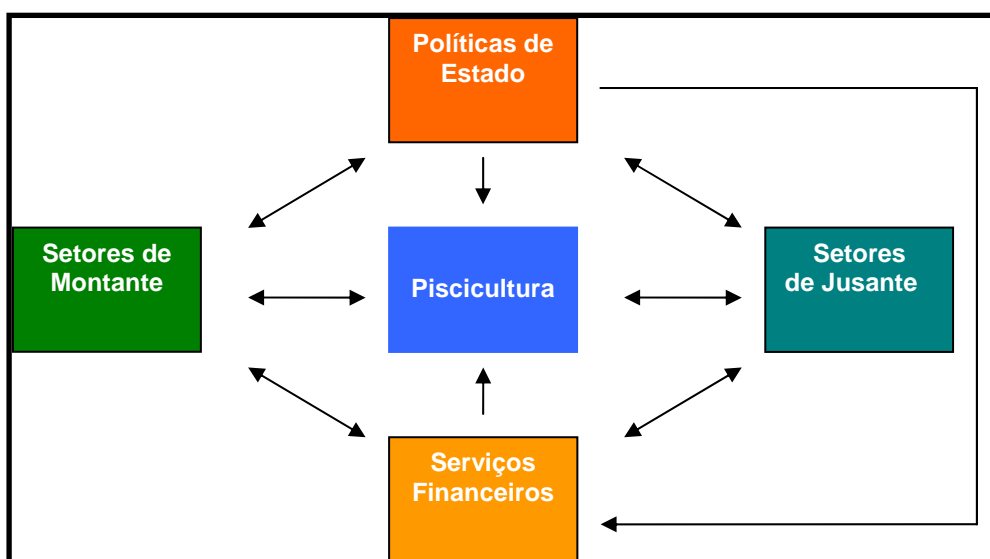 Políticas de
Estado
Setores de
Montante
Piscicultura
Setores
de Jusante
Serviços
Financeiros